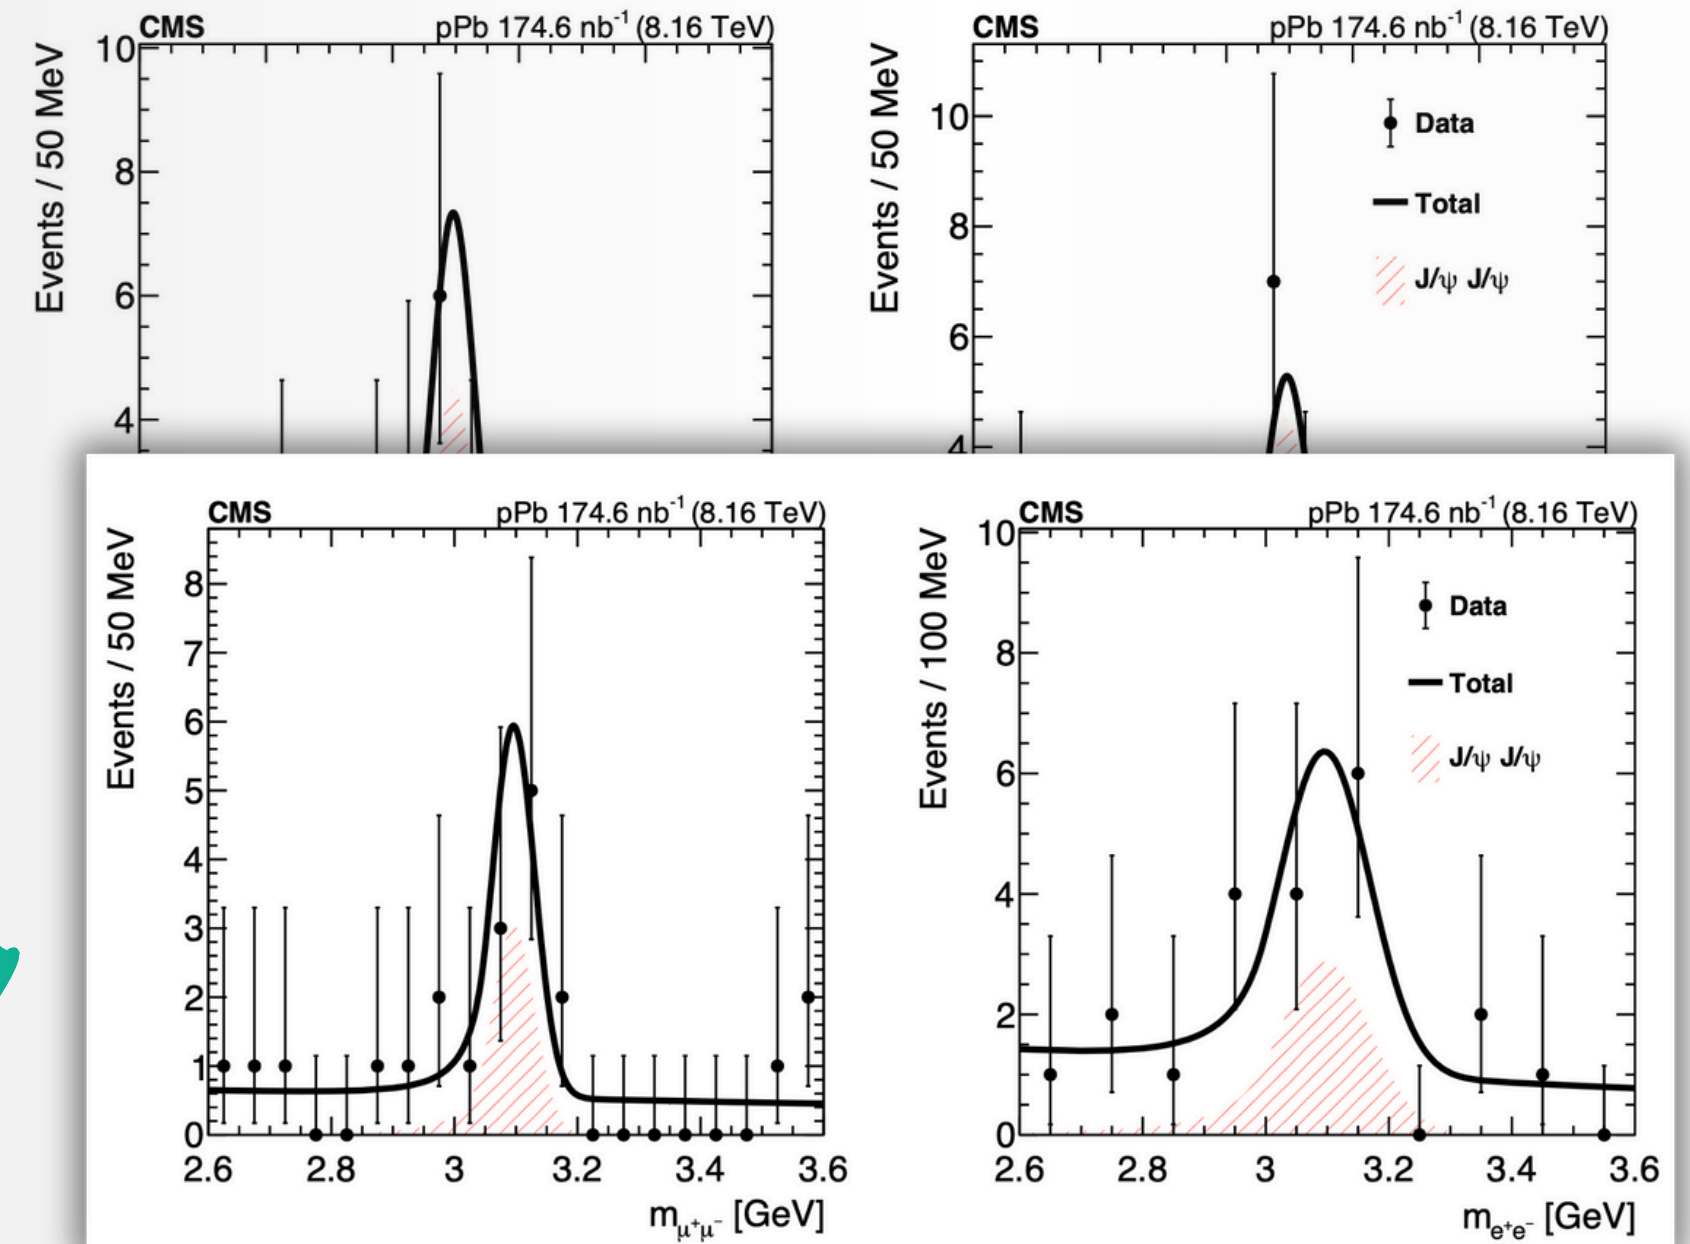 CMS pPb 174.6 nb⁻¹ (8.16 TeV)
Events / 50 MeV
10
8
6
4
CMS pPb 174.6 nb⁻¹ (8.16 TeV)
Events / 50 MeV
10
8
6
4
Data
Total
J/ψ J/ψ
CMS pPb 174.6 nb⁻¹ (8.16 TeV)
Events / 50 MeV
8
7
6
5
4
3
2
1
0
2.6 2.8 3 3.2 3.4 3.6
m_μ⁺μ⁻ [GeV]
CMS pPb 174.6 nb⁻¹ (8.16 TeV)
Events / 100 MeV
10
8
6
4
2
0
Data
Total
J/ψ J/ψ
2.6 2.8 3 3.2 3.4 3.6
m_e⁺e⁻ [GeV]